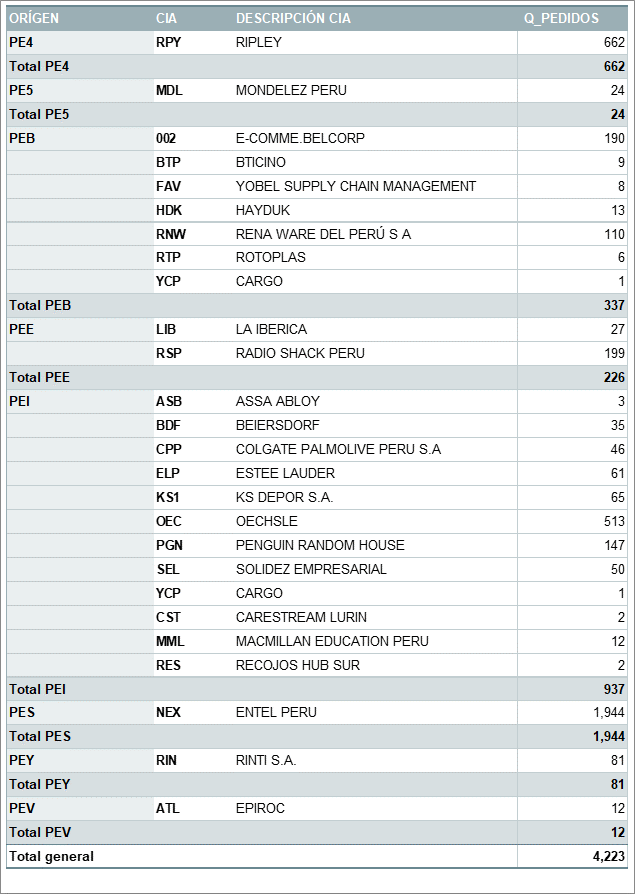 ORÍGEN CIA DESCRIPCIÓN CIA Q_PEDIDOS
PE4 RPY RIPLEY 662
Total PE4 662
PE5 MDL MONDELEZ PERU 24
Total PE5 24
PEB 002 E-COMME.BELCORP 190
BTP BTICINO 9
FAV YOBEL SUPPLY CHAIN MANAGEMENT 8
HDK HAYDUK 13
RNW RENA WARE DEL PERÚ S A 110
RTP ROTOPLAS 6
YCP CARGO 1
Total PEB 337
PEE LIB LA IBERICA 27
RSP RADIO SHACK PERU 199
Total PEE 226
PEI ASB ASSA ABLOY 3
BDF BEIERSDORF 35
CPP COLGATE PALMOLIVE PERU S.A 46
ELP ESTEE LAUDER 61
KS1 KS DEPOR S.A. 65
OEC OECHSLE 513
PGN PENGUIN RANDOM HOUSE 147
SEL SOLIDEZ EMPRESARIAL 50
YCP CARGO 1
CST CARESTREAM LURIN 2
MML MACMILLAN EDUCATION PERU 12
RES RECOJOS HUB SUR 2
Total PEI 937
PES NEX ENTEL PERU 1,944
Total PES 1,944
PEY RIN RINTI S.A. 81
Total PEY 81
PEV ATL EPIROC 12
Total PEV 12
Total general 4,223